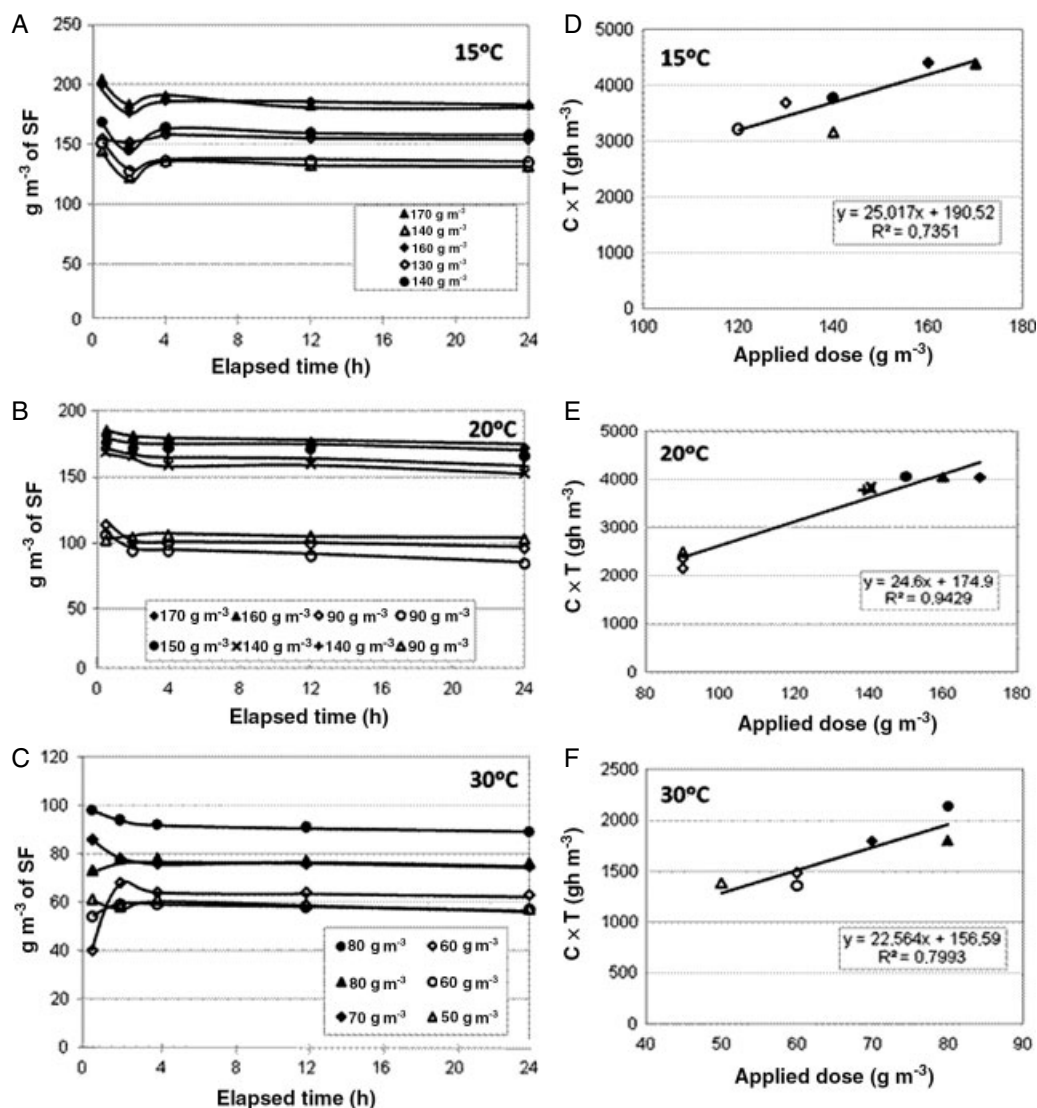 A
15ºC
g m⁻³ of SF
250
200
150
100
50
0
0 4 8 12 16 20 24
Elapsed time (h)
170 g m⁻³
140 g m⁻³
160 g m⁻³
130 g m⁻³
140 g m⁻³
D
15ºC
C × T (gh m⁻³)
5000
4000
3000
2000
1000
0
100 120 140 160 180
Applied dose (g m⁻³)
y = 25,017x + 190,52
R² = 0,7351
B
20ºC
g m⁻³ of SF
200
150
100
50
0
0 4 8 12 16 20 24
Elapsed time (h)
170 g m⁻³ 160 g m⁻³ 90 g m⁻³ 90 g m⁻³
150 g m⁻³ 140 g m⁻³ 140 g m⁻³ 90 g m⁻³
E
20ºC
C × T (gh m⁻³)
5000
4000
3000
2000
1000
0
80 100 120 140 160 180
Applied dose (g m⁻³)
y = 24.6x + 174.9
R² = 0.9429
C
30ºC
g m⁻³ of SF
120
100
80
60
40
20
0
0 4 8 12 16 20 24
Elapsed time (h)
80 g m⁻³ 60 g m⁻³
80 g m⁻³ 60 g m⁻³
70 g m⁻³ 50 g m⁻³
F
30ºC
C × T (gh m⁻³)
2500
2000
1500
1000
500
0
40 50 60 70 80 90
Applied dose (g m⁻³)
y = 22,564x + 156,59
R² = 0,7993